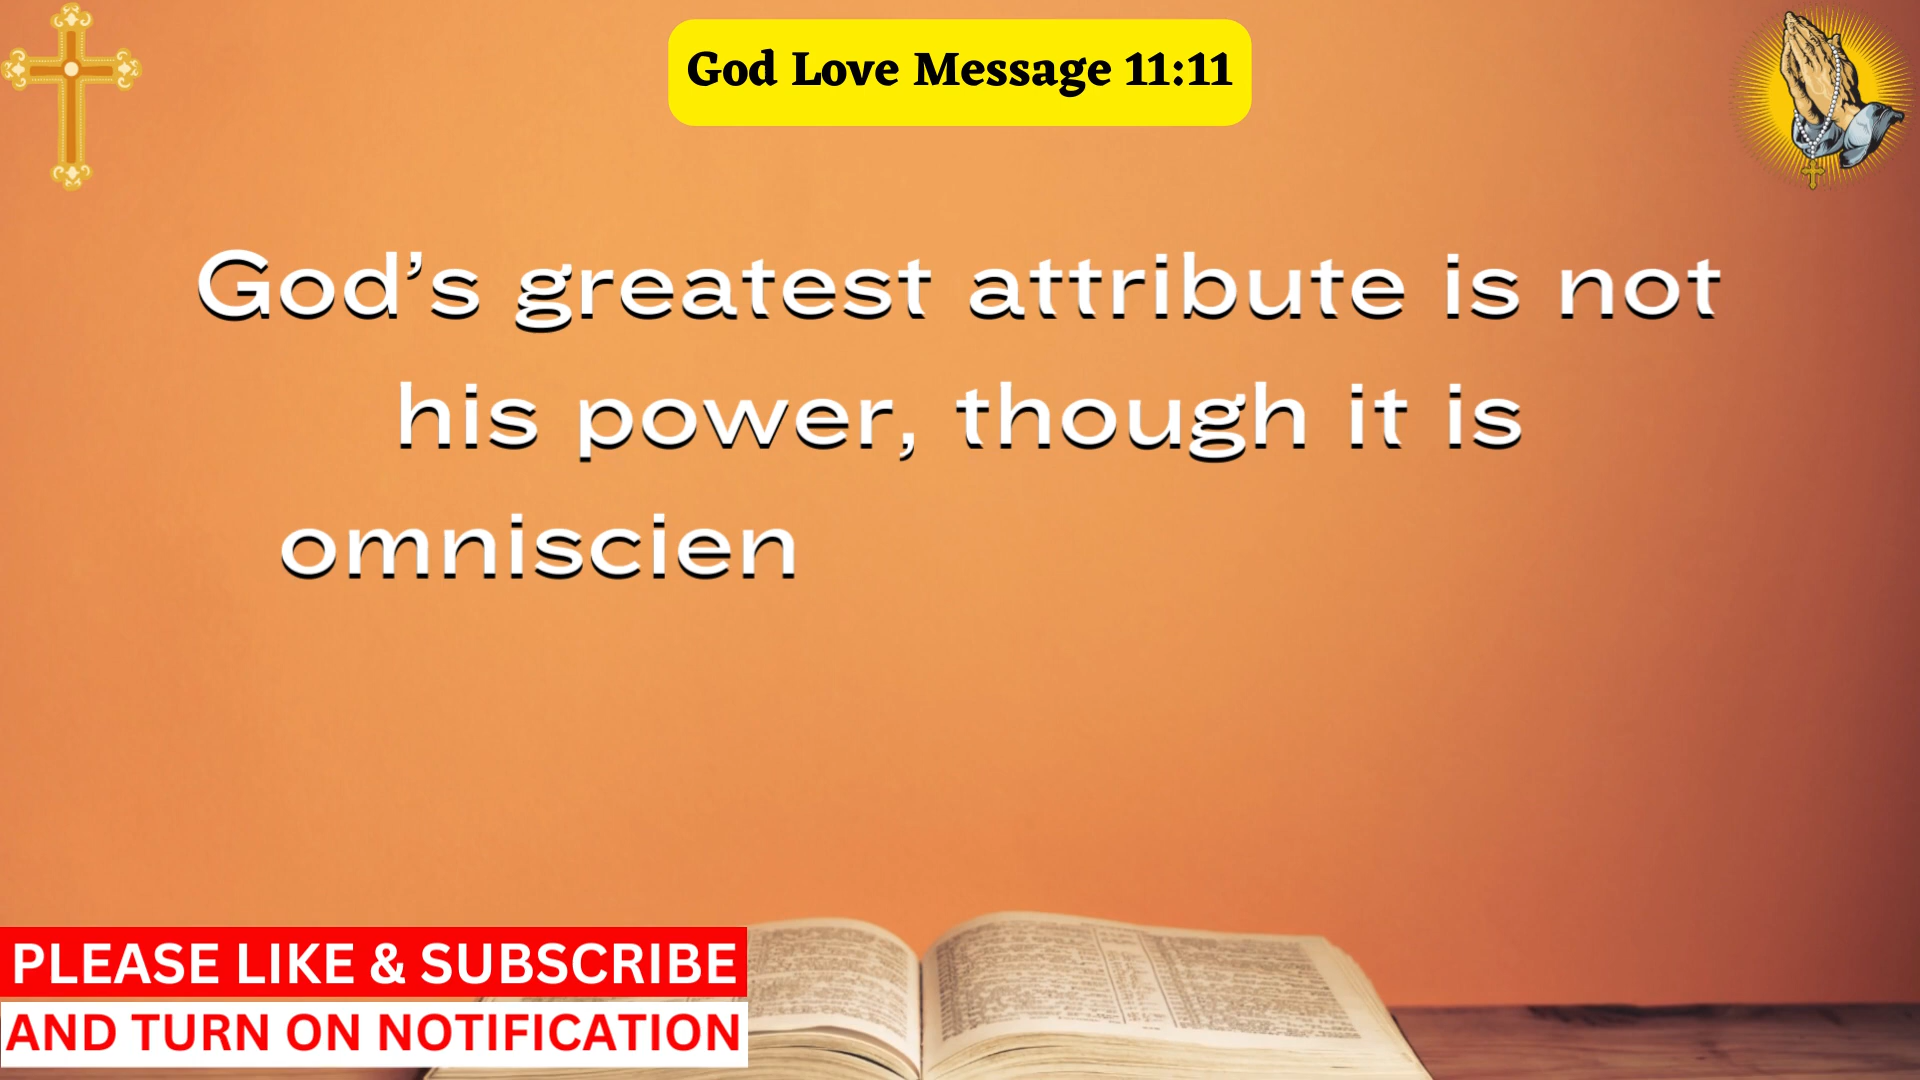 God Love Message 11:11
God’s greatest attribute is not
his power, though it is
omniscien
PLEASE LIKE & SUBSCRIBE
AND TURN ON NOTIFICATION